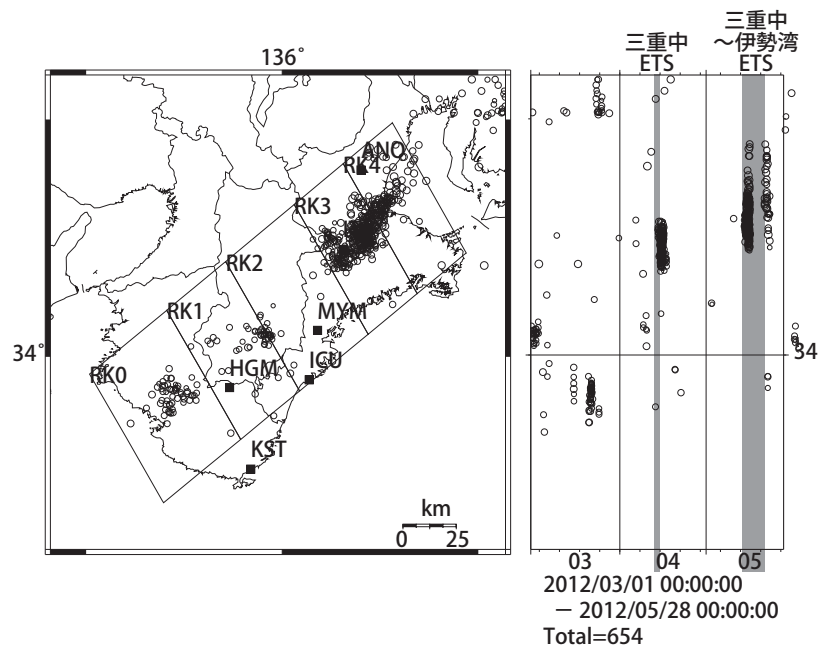 136°
ANO
RK4
RK3
RK2
RK1
RK0
MYM
ICU
HGM
KST
34°
km
0 25
三重中
ETS
三重中
～伊勢湾
ETS
34
03 04 05
2012/03/01 00:00:00
－ 2012/05/28 00:00:00
Total=654